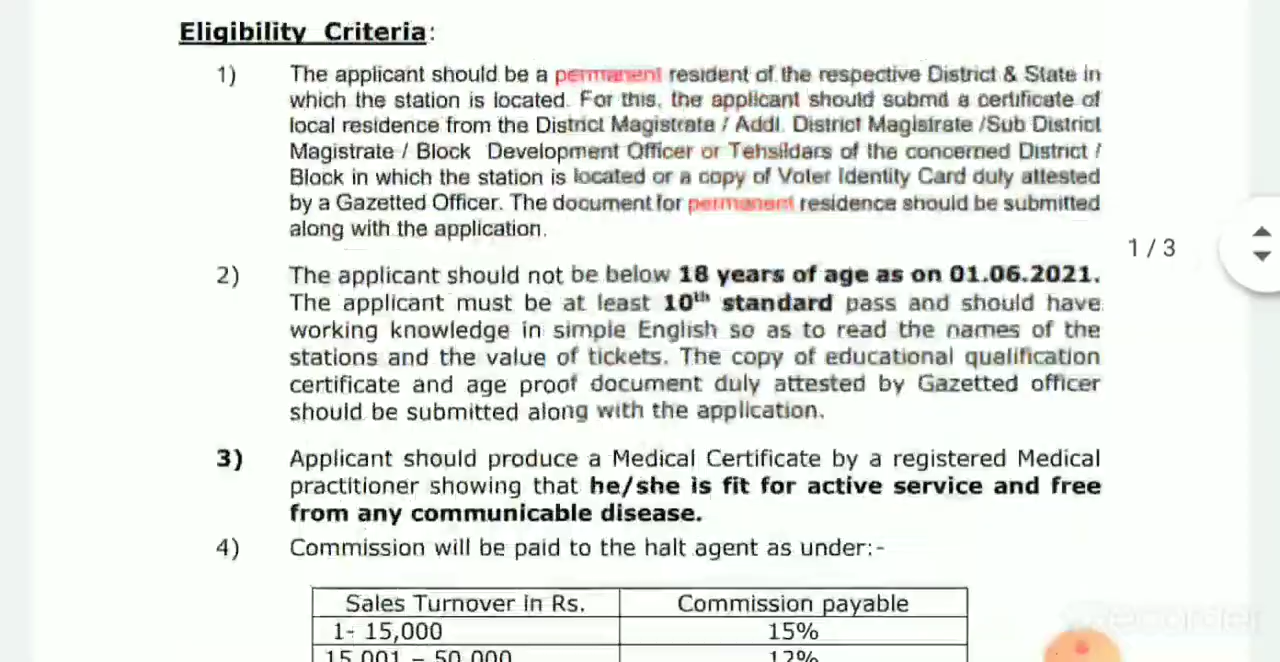 Eligibility Criteria:
1) The applicant should be a permanent resident of the respective District & State in
which the station is located. For this, the applicant should submit a certificate of
local residence from the District Magistrate / Addl. District Magistrate /Sub District
Magistrate / Block Development Officer or Tehsildars of the concerned District /
Block in which the station is located or a copy of Voter Identity Card duly attested
by a Gazetted Officer. The document for permanent residence should be submitted
along with the application.
1 / 3
2) The applicant should not be below 18 years of age as on 01.06.2021.
The applicant must be at least 10th standard pass and should have
working knowledge in simple English so as to read the names of the
stations and the value of tickets. The copy of educational qualification
certificate and age proof document duly attested by Gazetted officer
should be submitted along with the application.
3) Applicant should produce a Medical Certificate by a registered Medical
practitioner showing that he/she is fit for active service and free
from any communicable disease.
4) Commission will be paid to the halt agent as under:-
Sales Turnover in Rs. Commission payable
1- 15,000 15%
15,001 – 50,000 12%